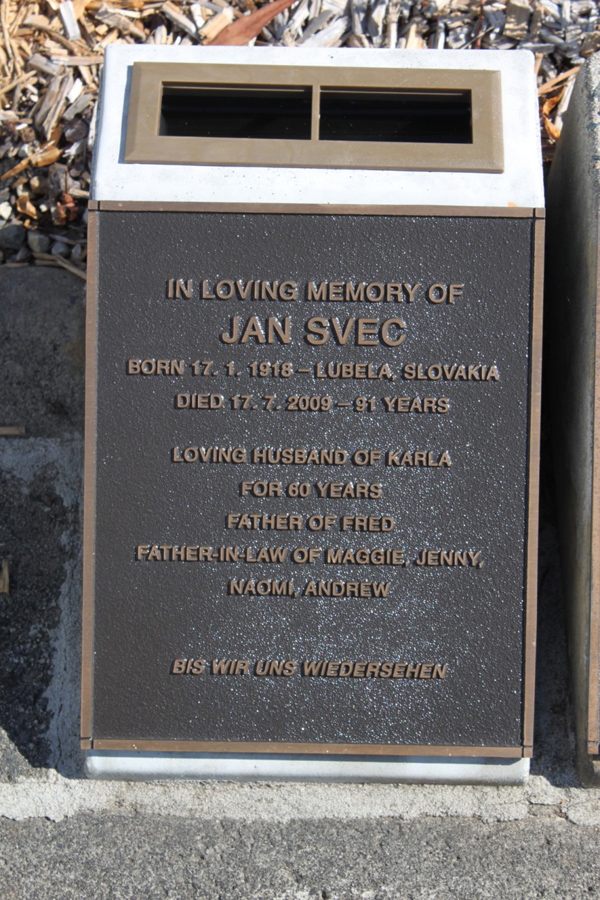 IN LOVING MEMORY OF
JAN SVEC
BORN 17. 1. 1918 – LUBELA, SLOVAKIA
DIED 17. 7. 2009 – 91 YEARS
LOVING HUSBAND OF KARLA
FOR 60 YEARS
FATHER OF FRED
FATHER-IN-LAW OF MAGGIE, JENNY,
NAOMI, ANDREW
BIS WIR UNS WIEDERSEHEN